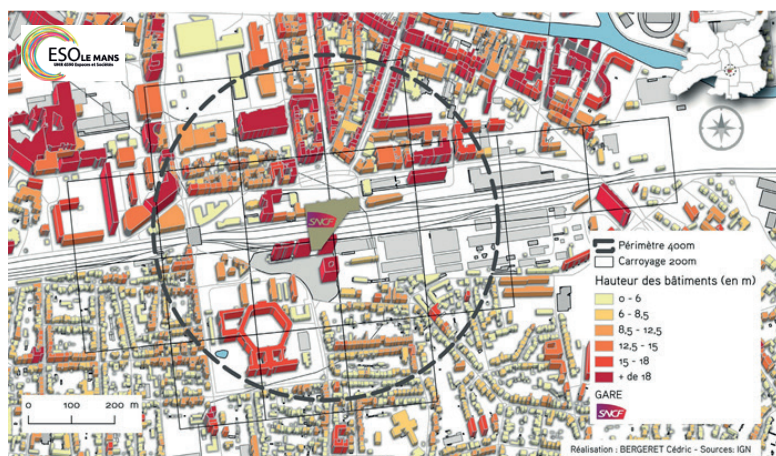 ESO LE MANS
UMR 6590 Espaces et Sociétés
SNCF
Périmètre 400m
Carroyage 200m
Hauteur des bâtiments (en m)
0 - 6
6 - 8,5
8,5 - 12,5
12,5 - 15
15 - 18
+ de 18
GARE
SNCF
0 100 200 m
Réalisation : BERGERET Cédric - Sources: IGN